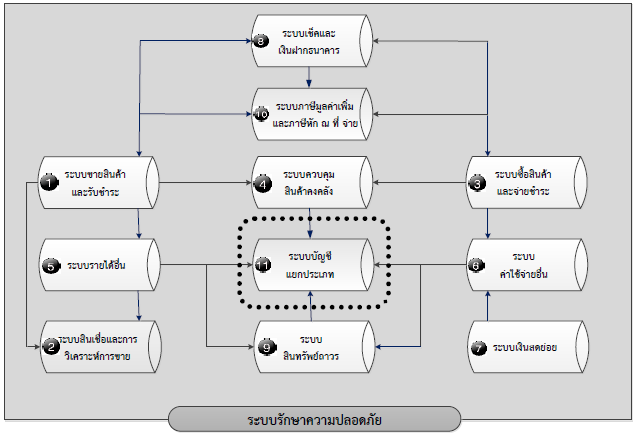 8
ระบบเช็คและ
เงินฝากธนาคาร
10
ระบบภาษีมูลค่าเพิ่ม
และภาษีหัก ณ ที่ จ่าย
1
ระบบขายสินค้า
และรับชำระ
4
ระบบควบคุม
สินค้าคงคลัง
3
ระบบซื้อสินค้า
และจ่ายชำระ
5
ระบบรายได้อื่น
11
ระบบบัญชี
แยกประเภท
6
ระบบ
ค่าใช้จ่ายอื่น
2
ระบบสินเชื่อและการ
วิเคราะห์การขาย
9
ระบบ
สินทรัพย์ถาวร
7
ระบบเงินสดย่อย
ระบบรักษาความปลอดภัย